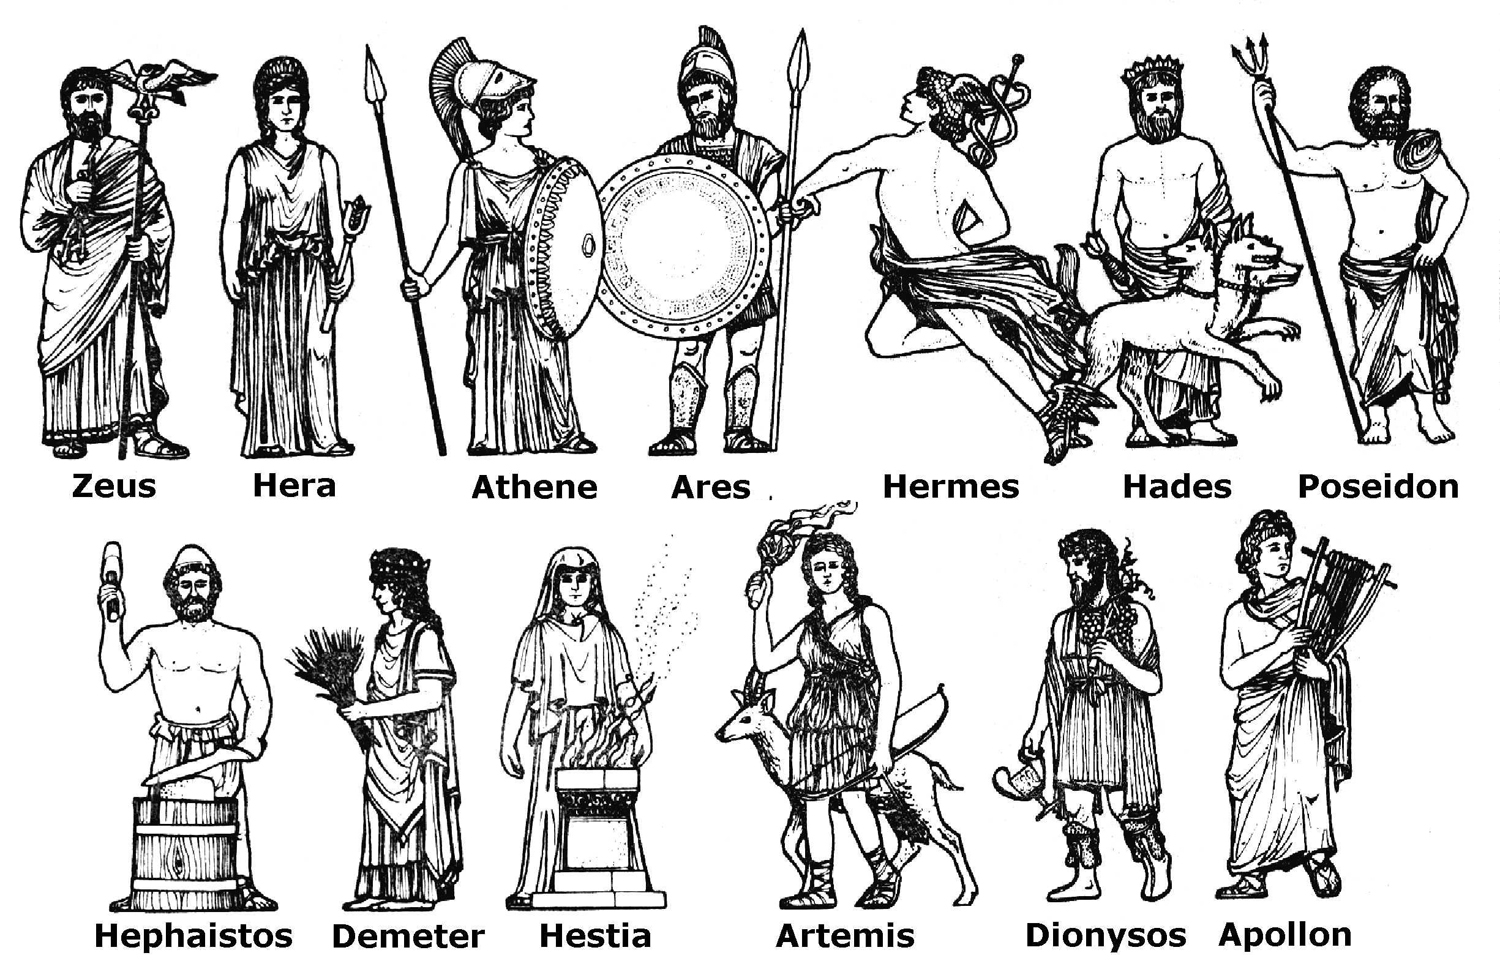 Zeus Hera Athene Ares Hermes Hades Poseidon
Hephaistos Demeter Hestia Artemis Dionysos Apollon